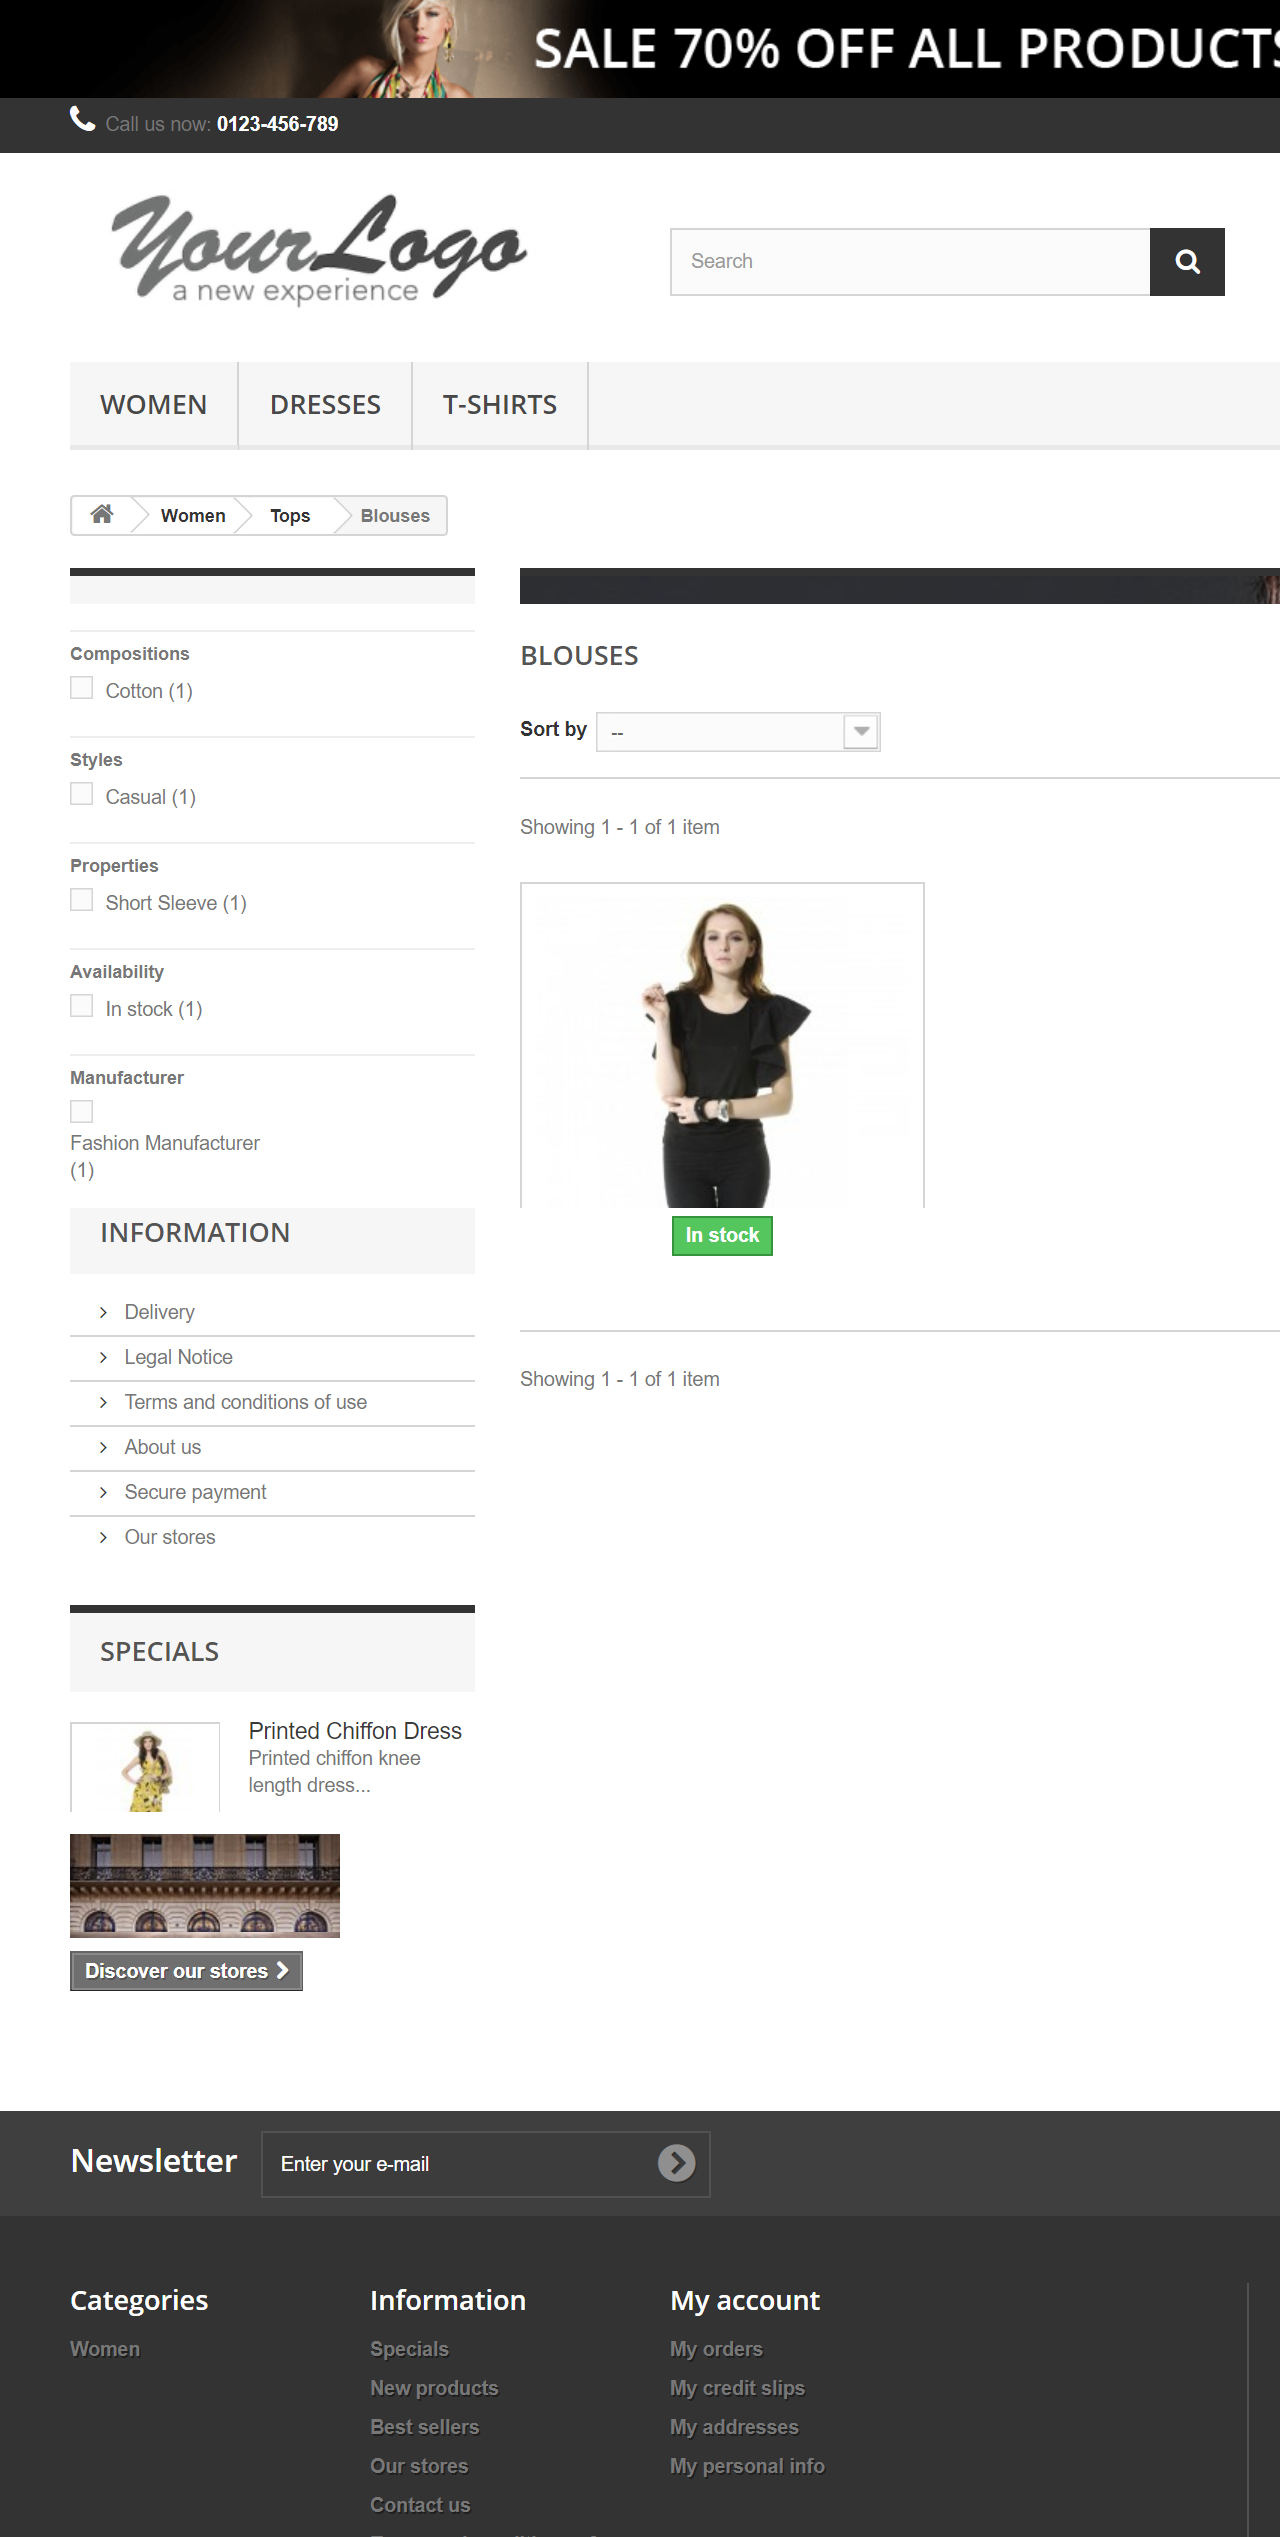 SALE 70% OFF ALL PRODUCTS
Call us now: 0123-456-789
YourLogo
a new experience
Search
WOMEN
DRESSES
T-SHIRTS
Women
Tops
Blouses
Compositions
Cotton (1)
Styles
Casual (1)
Properties
Short Sleeve (1)
Availability
In stock (1)
Manufacturer
Fashion Manufacturer
(1)
INFORMATION
Delivery
Legal Notice
Terms and conditions of use
About us
Secure payment
Our stores
SPECIALS
Printed Chiffon Dress
Printed chiffon knee
length dress...
Discover our stores
BLOUSES
Sort by --
Showing 1 - 1 of 1 item
In stock
Showing 1 - 1 of 1 item
Newsletter
Enter your e-mail
Categories
Women
Information
Specials
New products
Best sellers
Our stores
Contact us
My account
My orders
My credit slips
My addresses
My personal info